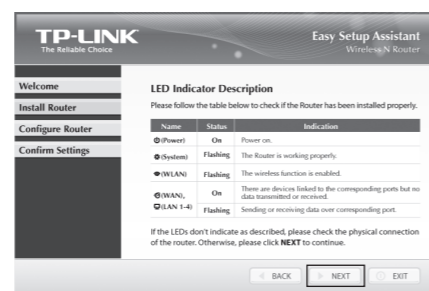 TP-LINK
The Reliable Choice
Easy Setup Assistant
Wireless N Router
Welcome
Install Router
Configure Router
Confirm Settings
LED Indicator Description
Please follow the table below to check if the Router has been installed properly.
Name Status Indication
(Power) On Power on.
(System) Flashing The Router is working properly.
(WLAN) Flashing The wireless function is enabled.
(WAN),
(LAN 1-4)
On There are devices linked to the corresponding ports but no
data transmitted or received.
Flashing Sending or receiving data over corresponding port.
If the LEDs don't indicate as described, please check the physical connection
of the router. Otherwise, please click NEXT to continue.
BACK NEXT EXIT